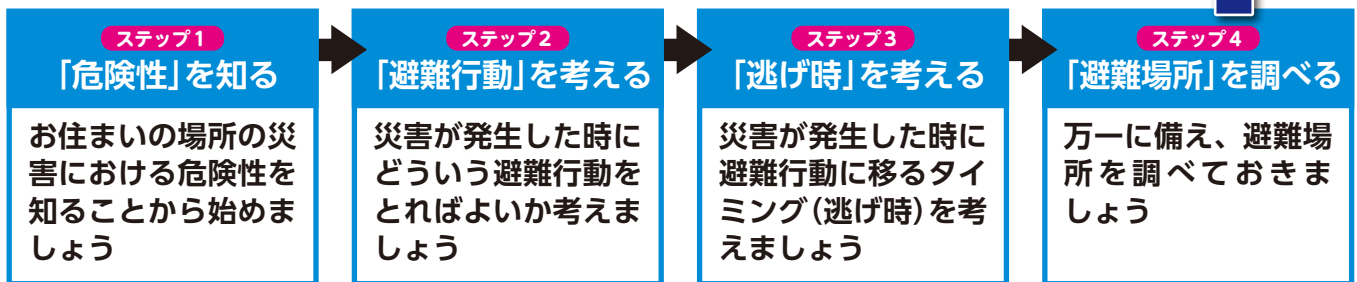 ステップ1
「危険性」を知る
お住まいの場所の災
害における危険性を
知ることから始めま
しょう
ステップ2
「避難行動」を考える
災害が発生した時に
どういう避難行動を
とればよいか考えま
しょう
ステップ3
「逃げ時」を考える
災害が発生した時に
避難行動に移るタイ
ミング(逃げ時)を考
えましょう
ステップ4
「避難場所」を調べる
万一に備え、避難場
所を調べておきま
しょう